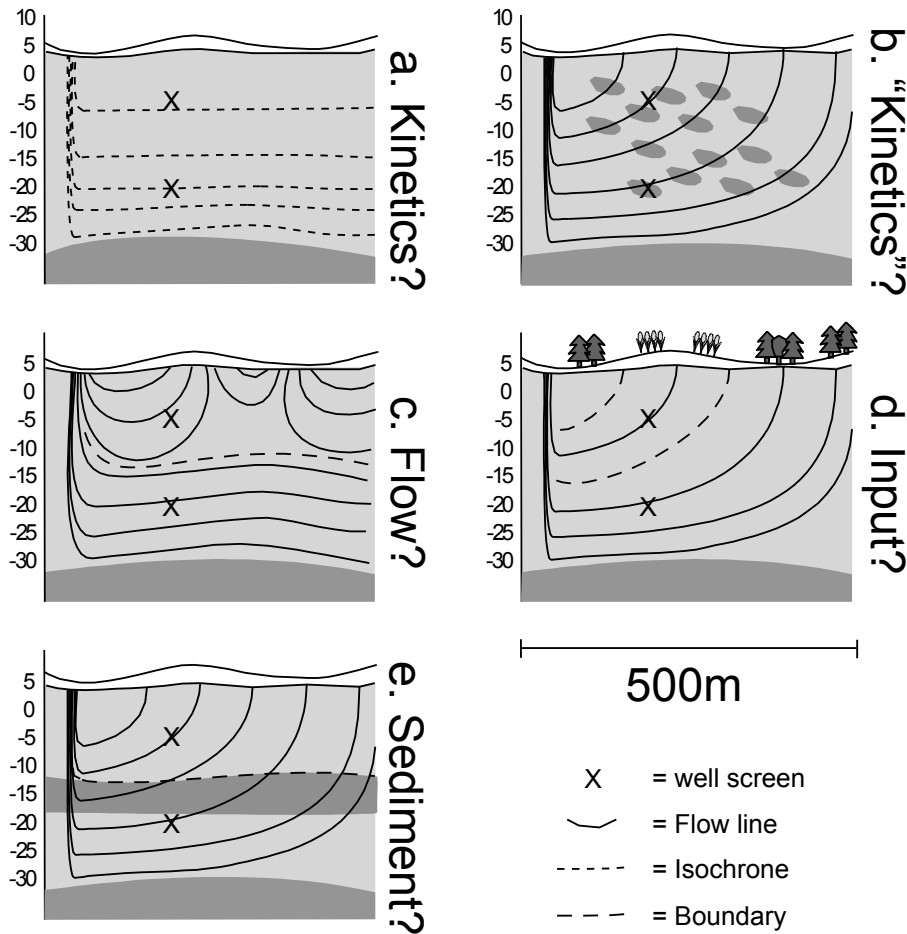 10
5
0
-5
-10
-15
-20
-25
-30
X
X
a. Kinetics?
10
5
0
-5
-10
-15
-20
-25
-30
X
X
b. “Kinetics”?
5
0
-5
-10
-15
-20
-25
-30
X
X
c. Flow?
5
0
-5
-10
-15
-20
-25
-30
X
X
d. Input?
5
0
-5
-10
-15
-20
-25
-30
X
X
e. Sediment?
500m
X = well screen
= Flow line
= Isochrone
= Boundary